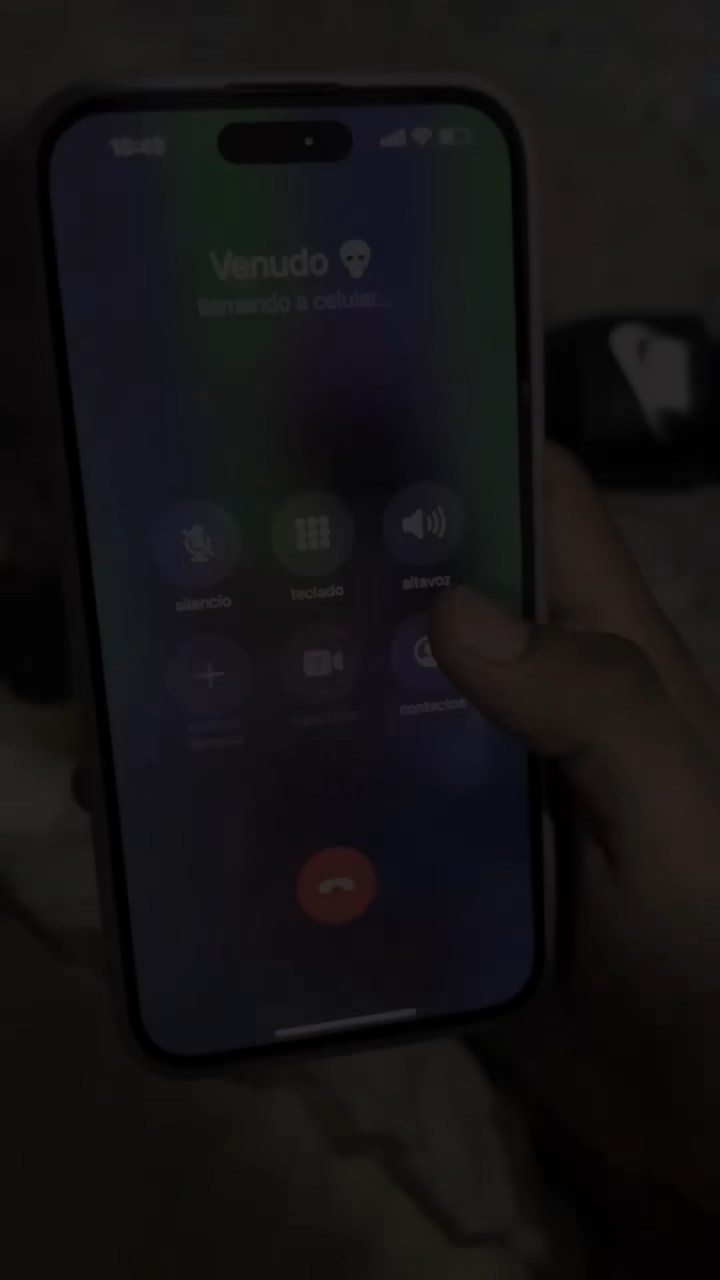 Venudo 💀
llamando a celular...
silencio
teclado
altavoz
contactos